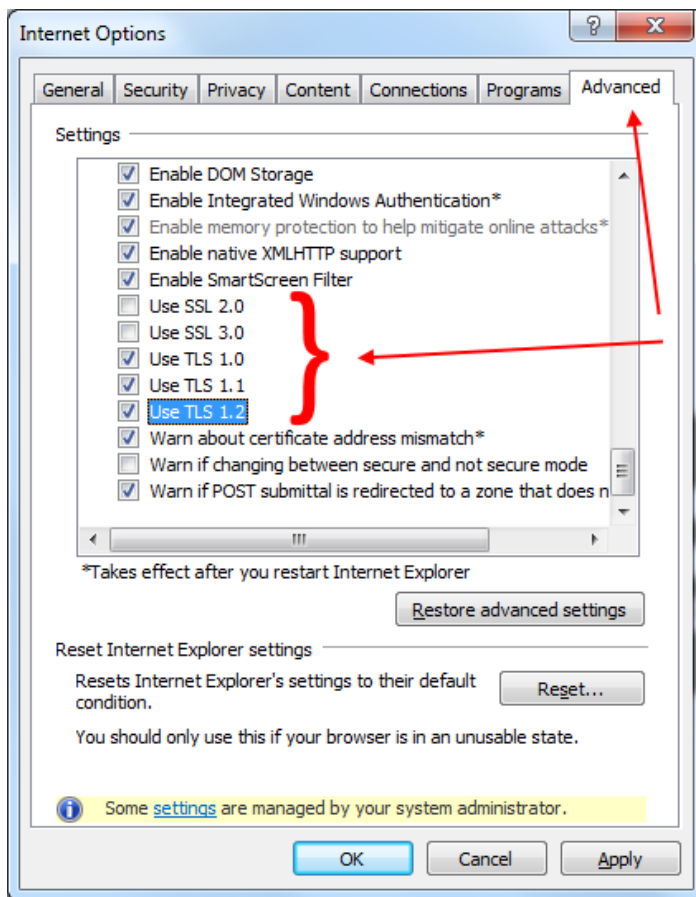 Internet Options
General Security Privacy Content Connections Programs Advanced
Settings
Enable DOM Storage
Enable Integrated Windows Authentication*
Enable memory protection to help mitigate online attacks*
Enable native XMLHTTP support
Enable SmartScreen Filter
Use SSL 2.0
Use SSL 3.0
Use TLS 1.0
Use TLS 1.1
Use TLS 1.2
Warn about certificate address mismatch*
Warn if changing between secure and not secure mode
Warn if POST submittal is redirected to a zone that does n
*Takes effect after you restart Internet Explorer
Restore advanced settings
Reset Internet Explorer settings
Resets Internet Explorer's settings to their default
condition.
Reset...
You should only use this if your browser is in an unusable state.
Some settings are managed by your system administrator.
OK Cancel Apply